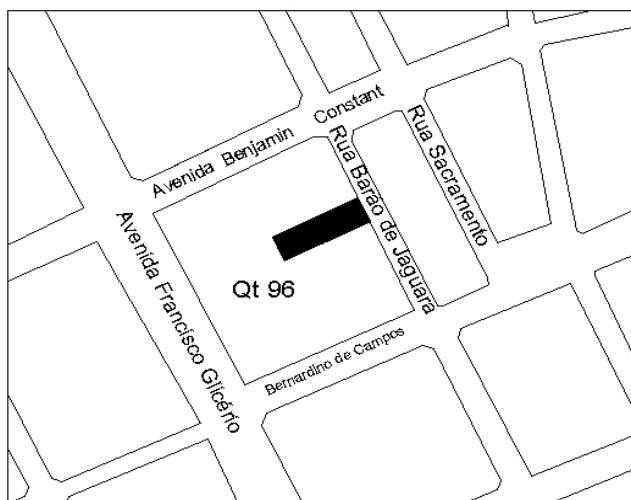 Avenida Benjamin Constant
Rua Barão de Jaguara
Rua Sacramento
Avenida Francisco Glicério
Qt 96
Bernardino de Campos